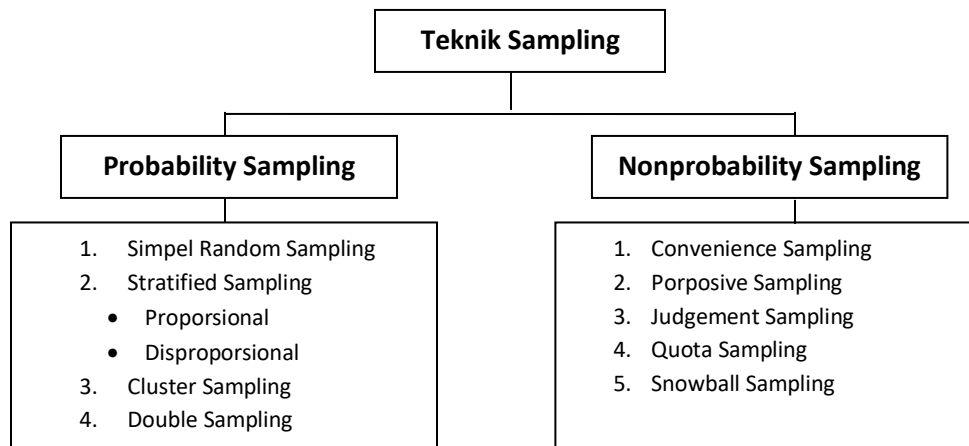 Teknik Sampling
Probability Sampling
1. Simpel Random Sampling
2. Stratified Sampling
• Proporsional
• Disproporsional
3. Cluster Sampling
4. Double Sampling
Nonprobability Sampling
1. Convenience Sampling
2. Porposive Sampling
3. Judgement Sampling
4. Quota Sampling
5. Snowball Sampling